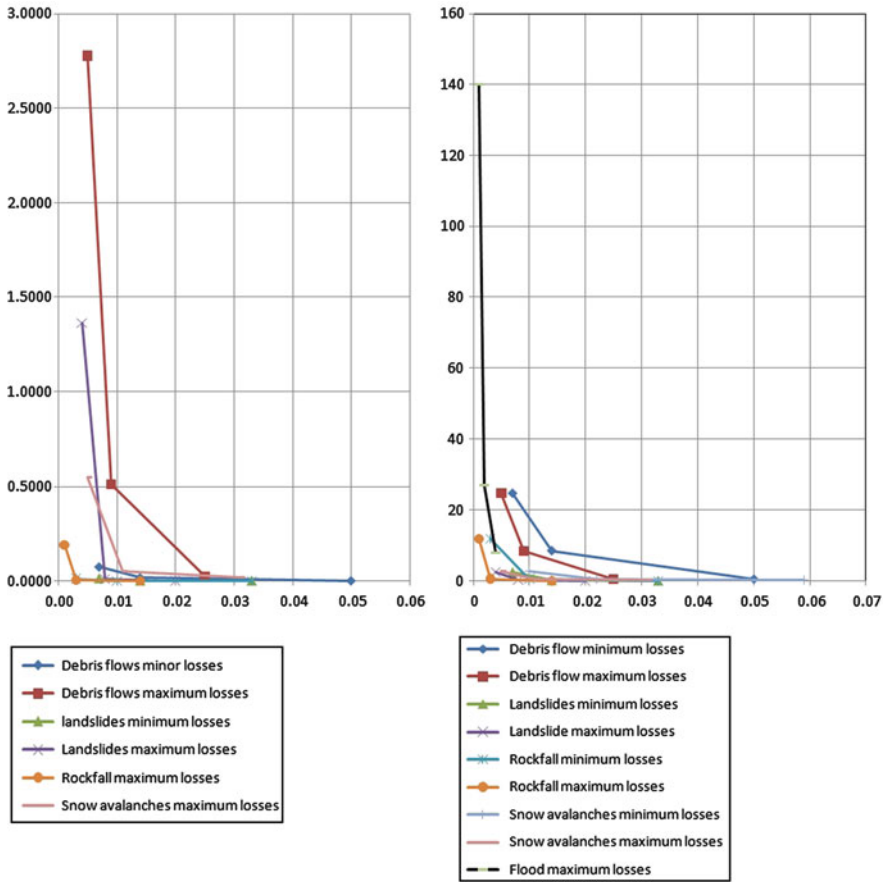 3.0000
2.5000
2.0000
1.5000
1.0000
0.5000
0.0000
0.00 0.01 0.02 0.03 0.04 0.05 0.06
Debris flows minor losses
Debris flows maximum losses
landslides minimum losses
Landslides maximum losses
Rockfall maximum losses
Snow avalanches maximum losses
160
140
120
100
80
60
40
20
0
0 0.01 0.02 0.03 0.04 0.05 0.06 0.07
Debris flow minimum losses
Debris flow maximum losses
Landslides minimum losses
Landslide maximum losses
Rockfall minimum losses
Rockfall maximum losses
Snow avalanches minimum losses
Snow avalanches maximum losses
Flood maximum losses